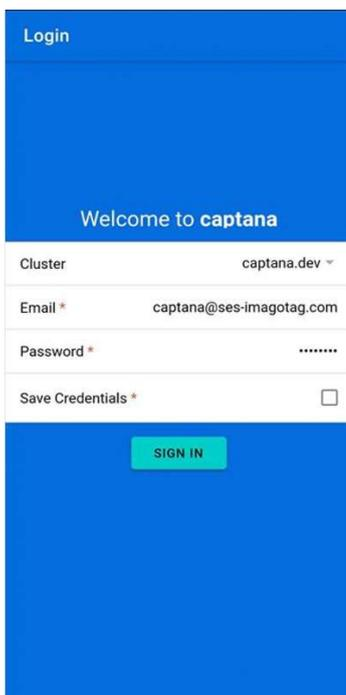 Login
Welcome to captana
Cluster captana.dev
Email * captana@ses-imagotag.com
Password * ••••••••
Save Credentials *
SIGN IN